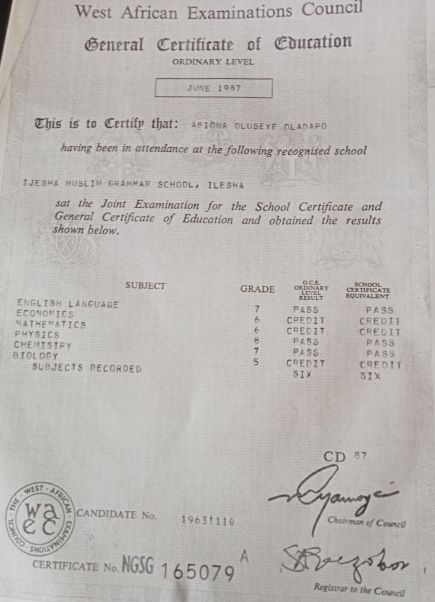 West African Examinations Council
General Certificate of Education
ORDINARY LEVEL
JUNE 1987
This is to Certify that: ABIONA OLUSEYE OLADAPO
having been in attendance at the following recognised school
IJESHA MUSLIM GRAMMAR SCHOOL, ILESHA
sat the Joint Examination for the School Certificate and
General Certificate of Education and obtained the results
shown below.
SUBJECT GRADE G.C.E. ORDINARY LEVEL RESULT SCHOOL CERTIFICATE EQUIVALENT
ENGLISH LANGUAGE 7 PASS PASS
ECONOMICS 6 CREDIT CREDIT
MATHEMATICS 6 CREDIT CREDIT
PHYSICS 8 PASS PASS
CHEMISTRY 7 PASS PASS
BIOLOGY 5 CREDIT CREDIT
SUBJECTS RECORDED SIX SIX
CD 87
Chairman of Council
THE WEST AFRICAN EXAMINATIONS COUNCIL
wa
ec
CANDIDATE No. 19631110
CERTIFICATE No. NGSG 165079 A
Registrar to the Council